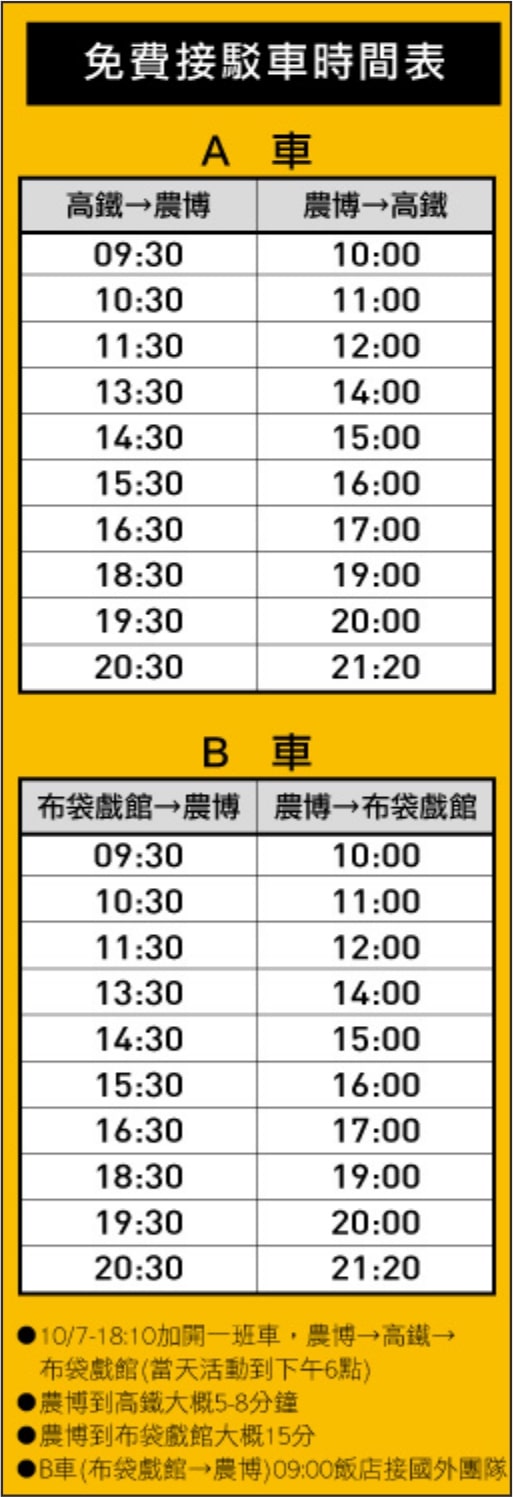 免費接駁車時間表
A 車
高鐵→農博 農博→高鐵
09:30 10:00
10:30 11:00
11:30 12:00
13:30 14:00
14:30 15:00
15:30 16:00
16:30 17:00
18:30 19:00
19:30 20:00
20:30 21:20
B 車
布袋戲館→農博 農博→布袋戲館
09:30 10:00
10:30 11:00
11:30 12:00
13:30 14:00
14:30 15:00
15:30 16:00
16:30 17:00
18:30 19:00
19:30 20:00
20:30 21:20
●10/7-18:10加開一班車，農博→高鐵→
布袋戲館(當天活動到下午6點)
●農博到高鐵大概5-8分鐘
●農博到布袋戲館大概15分
●B車(布袋戲館→農博)09:00飯店接國外團隊